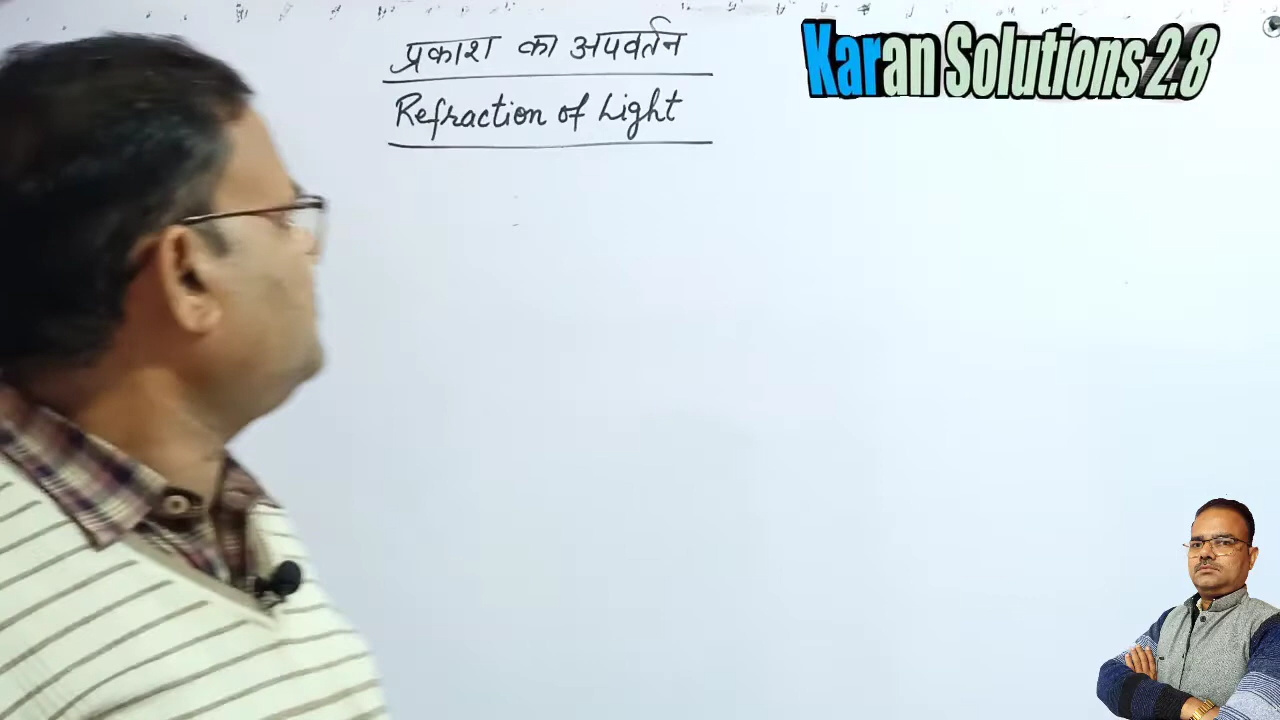 प्रकाश का अपवर्तन
Refraction of Light
Karan Solutions 2.8